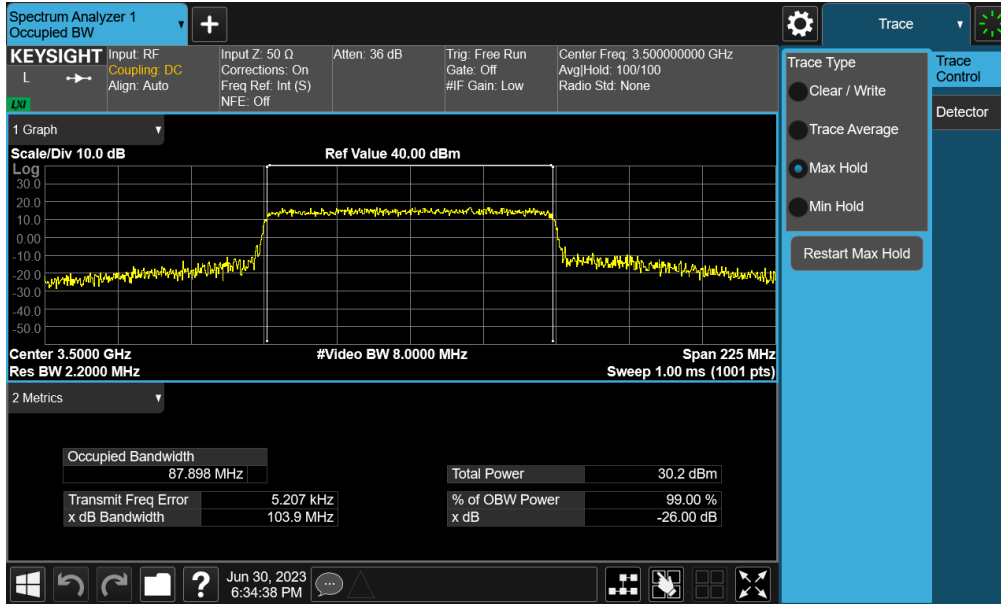 Spectrum Analyzer 1
Occupied BW
+
Trace
KEYSIGHT
L
LXI
Input: RF
Coupling: DC
Align: Auto
Input Z: 50 Ω
Corrections: On
Freq Ref: Int (S)
NFE: Off
Atten: 36 dB
Trig: Free Run
Gate: Off
#IF Gain: Low
Center Freq: 3.500000000 GHz
Avg|Hold: 100/100
Radio Std: None
Trace Type
Clear / Write
Trace Average
Max Hold
Min Hold
Restart Max Hold
Trace
Control
Detector
1 Graph
Scale/Div 10.0 dB
Ref Value 40.00 dBm
Log
30.0
20.0
10.0
0.00
-10.0
-20.0
-30.0
-40.0
-50.0
Center 3.5000 GHz
#Video BW 8.0000 MHz
Span 225 MHz
Res BW 2.2000 MHz
Sweep 1.00 ms (1001 pts)
2 Metrics
Occupied Bandwidth
87.898 MHz
Total Power 30.2 dBm
Transmit Freq Error 5.207 kHz
% of OBW Power 99.00 %
x dB Bandwidth 103.9 MHz
x dB -26.00 dB
?
Jun 30, 2023
6:34:38 PM